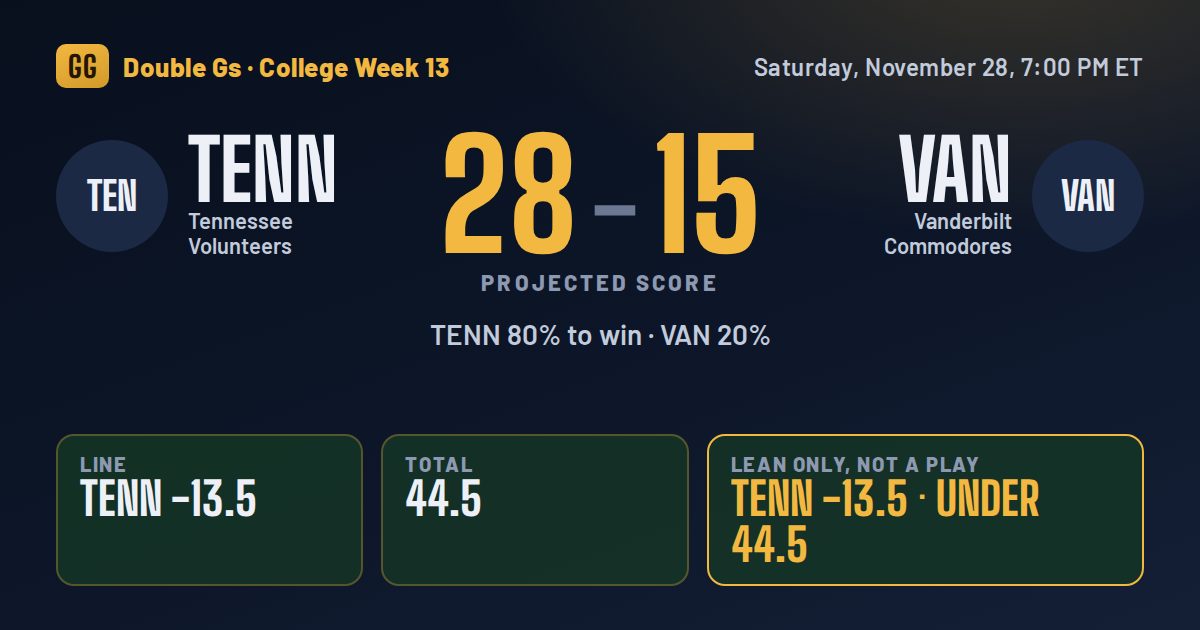 GG
Double Gs · College Week 13
Saturday, November 28, 7:00 PM ET
TEN
TENN
Tennessee
Volunteers
28 – 15
PROJECTED SCORE
TENN 80% to win · VAN 20%
VAN
Vanderbilt
Commodores
VAN
LINE
TENN −13.5
TOTAL
44.5
LEAN ONLY, NOT A PLAY
TENN −13.5 · UNDER
44.5